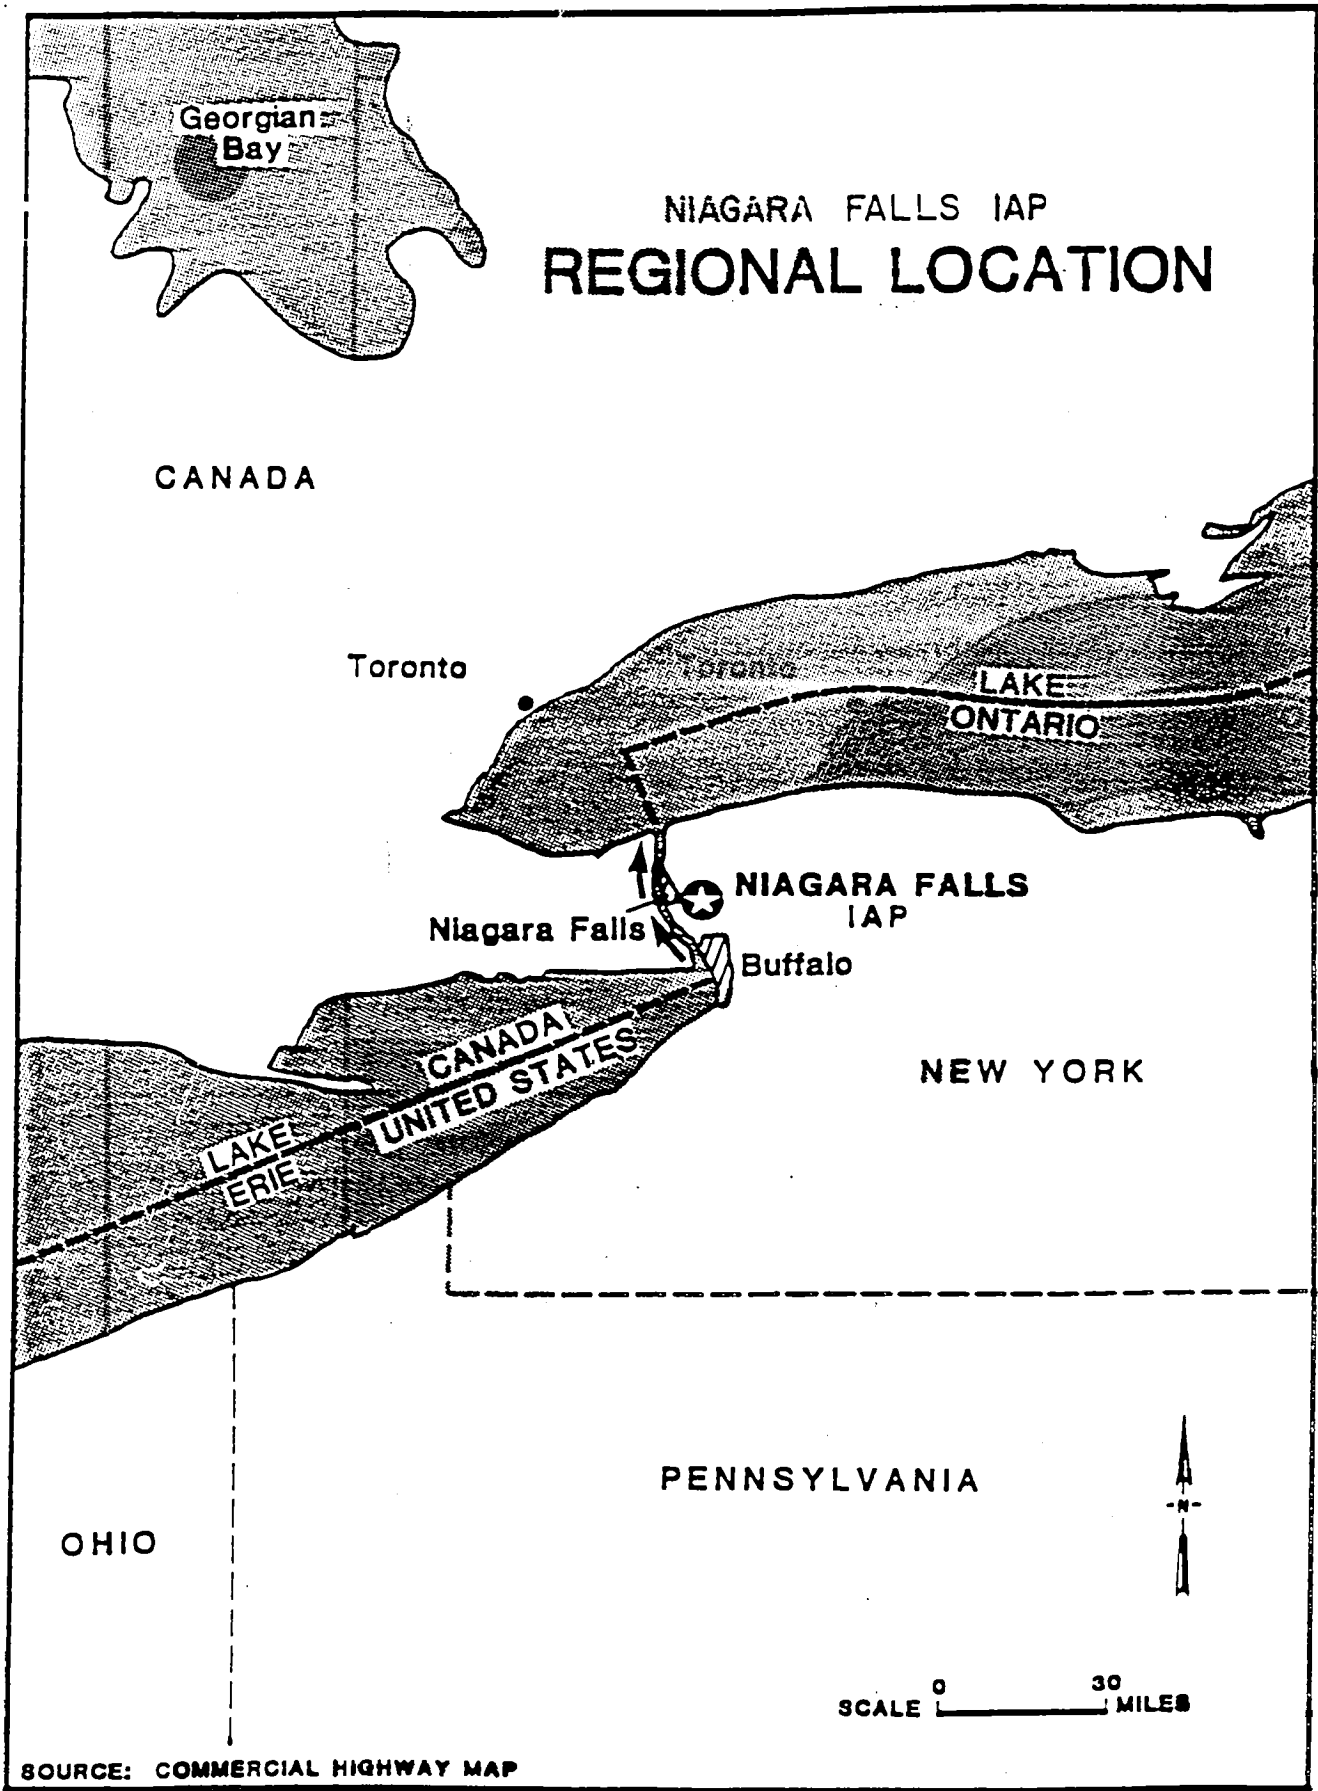 Georgian
Bay
NIAGARA FALLS IAP
REGIONAL LOCATION
CANADA
Toronto
Toronto
LAKE
ONTARIO
NIAGARA FALLS
IAP
Niagara Falls
Buffalo
CANADA
UNITED STATES
NEW YORK
LAKE
ERIE
PENNSYLVANIA
-N-
OHIO
0 30
SCALE MILES
SOURCE: COMMERCIAL HIGHWAY MAP